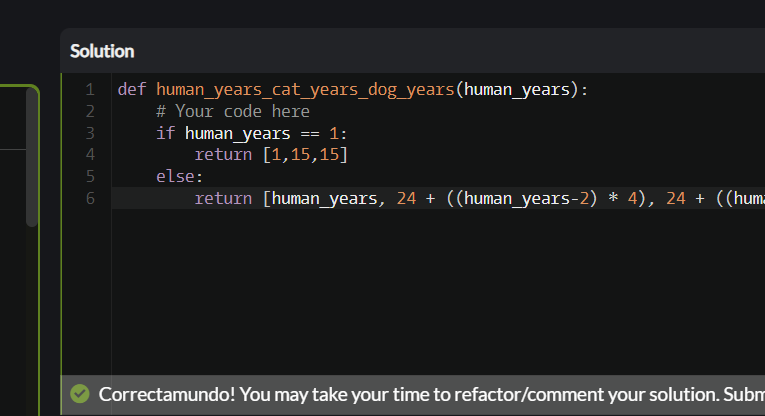 Solution
1 def human_years_cat_years_dog_years(human_years):
2 # Your code here
3 if human_years == 1:
4 return [1,15,15]
5 else:
6 return [human_years, 24 + ((human_years-2) * 4), 24 + ((
Correctamundo! You may take your time to refactor/comment your solution.